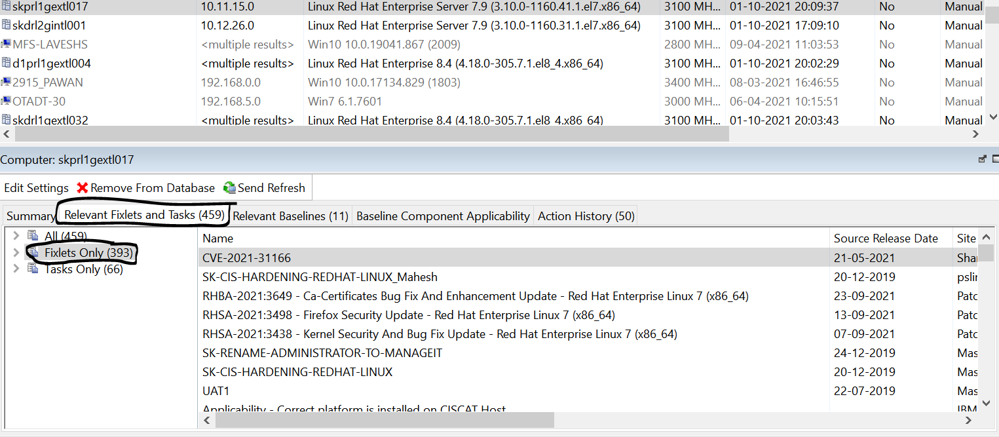 skprl1gextl017 10.11.15.0 Linux Red Hat Enterprise Server 7.9 (3.10.0-1160.41.1.el7.x86_64) 3100 MH... 01-10-2021 20:09:37 No Manual
skdrl2gintl001 10.12.26.0 Linux Red Hat Enterprise Server 7.9 (3.10.0-1160.31.1.el7.x86_64) 3100 MH... 01-10-2021 17:09:10 No Manual
MFS-LAVESHS <multiple results> Win10 10.0.19041.867 (2009) 2800 MH... 09-04-2021 11:03:53 No Manual
d1prl1gextl004 <multiple results> Linux Red Hat Enterprise 8.4 (4.18.0-305.7.1.el8_4.x86_64) 3100 MH... 01-10-2021 20:02:29 No Manual
2915_PAWAN 192.168.0.0 Win10 10.0.17134.829 (1803) 3400 MH... 08-03-2021 16:46:55 No Manual
OTADT-30 192.168.5.0 Win7 6.1.7601 3000 MH... 06-04-2021 10:15:51 No Manual
skdrl1gextl032 <multiple results> Linux Red Hat Enterprise 8.4 (4.18.0-305.7.1.el8_4.x86_64) 3100 MH... 01-10-2021 20:03:43 No Manual
Computer: skprl1gextl017
Edit Settings Remove From Database Send Refresh
Summary Relevant Fixlets and Tasks (459) Relevant Baselines (11) Baseline Component Applicability Action History (50)
All (459)
Fixlets Only (393)
Tasks Only (66)
Name Source Release Date Site
CVE-2021-31166 21-05-2021 Shar
SK-CIS-HARDENING-REDHAT-LINUX_Mahesh 20-12-2019 pslin
RHBA-2021:3649 - Ca-Certificates Bug Fix And Enhancement Update - Red Hat Enterprise Linux 7 (x86_64) 23-09-2021 Patc
RHSA-2021:3498 - Firefox Security Update - Red Hat Enterprise Linux 7 (x86_64) 13-09-2021 Patc
RHSA-2021:3438 - Kernel Security And Bug Fix Update - Red Hat Enterprise Linux 7 (x86_64) 07-09-2021 Patc
SK-RENAME-ADMINISTRATOR-TO-MANAGEIT 24-12-2019 Mas
SK-CIS-HARDENING-REDHAT-LINUX 20-12-2019 Mas
UAT1 22-07-2019 Mas
Applicability - Correct platform is installed on CISCAT Host IBM